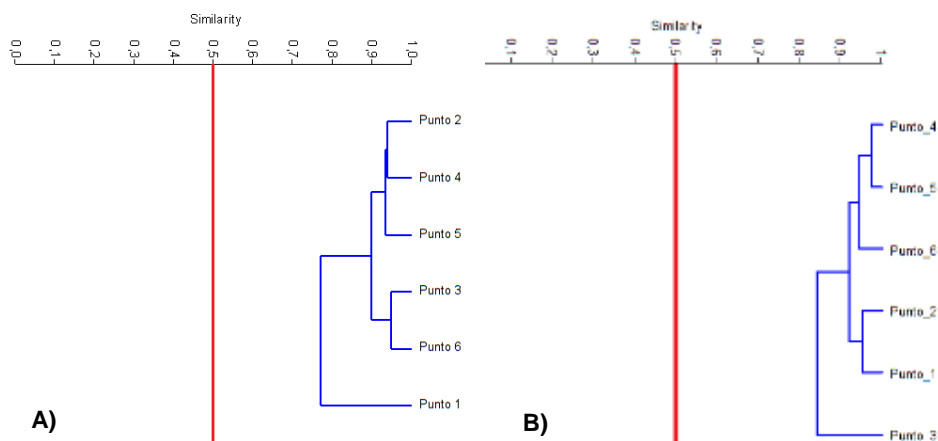 Similarity
0,0 0,1 0,2 0,3 0,4 0,5 0,6 0,7 0,8 0,9 1,0
Punto 2
Punto 4
Punto 5
Punto 3
Punto 6
Punto 1
A)
Similarity
0,1 0,2 0,3 0,4 0,5 0,6 0,7 0,8 0,9 1
Punto_4
Punto_5
Punto_6
Punto_2
Punto_1
Punto_3
B)